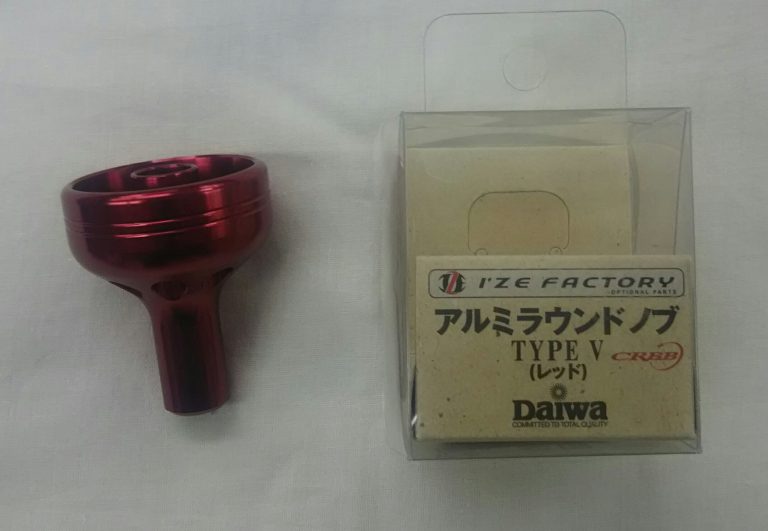 I'ZE FACTORY
-OPTIONAL PARTS
アルミラウンドノブ
TYPE V CRBB
(レッド)
Daiwa
COMMITTED TO TOTAL QUALITY